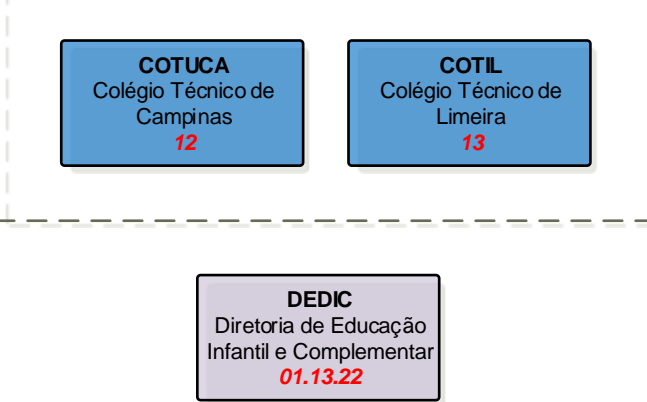 COTUCA
Colégio Técnico de
Campinas
12
COTIL
Colégio Técnico de
Limeira
13
DEDIC
Diretoria de Educação
Infantil e Complementar
01.13.22